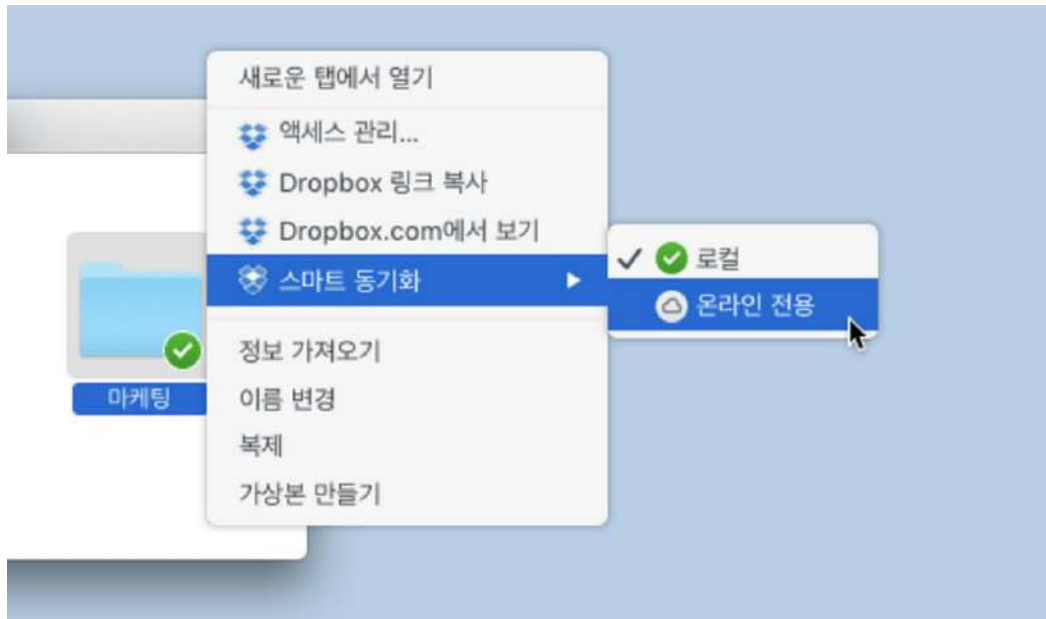 새로운 탭에서 열기
액세스 관리...
Dropbox 링크 복사
Dropbox.com에서 보기
스마트 동기화
로컬
온라인 전용
정보 가져오기
이름 변경
복제
가상본 만들기
마케팅